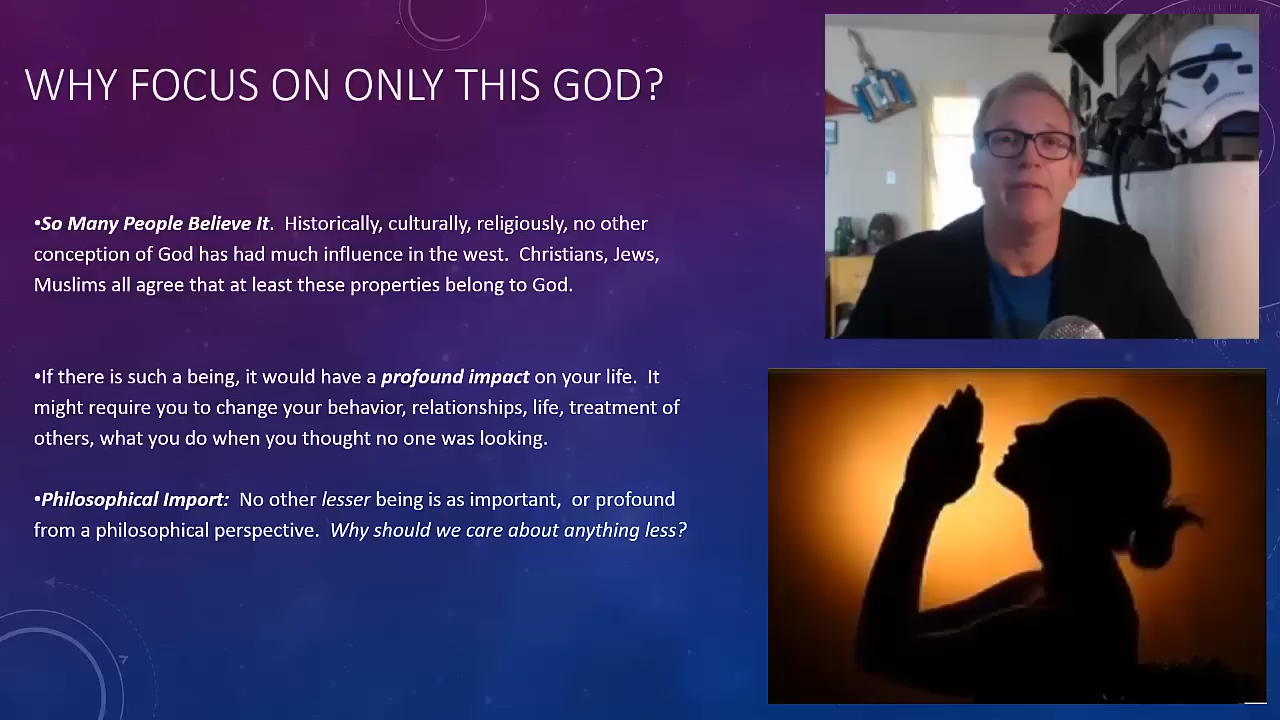 WHY FOCUS ON ONLY THIS GOD?
•So Many People Believe It.  Historically, culturally, religiously, no other
conception of God has had much influence in the west.  Christians, Jews,
Muslims all agree that at least these properties belong to God.
•If there is such a being, it would have a profound impact on your life.  It
might require you to change your behavior, relationships, life, treatment of
others, what you do when you thought no one was looking.
•Philosophical Import:  No other lesser being is as important,  or profound
from a philosophical perspective.  Why should we care about anything less?